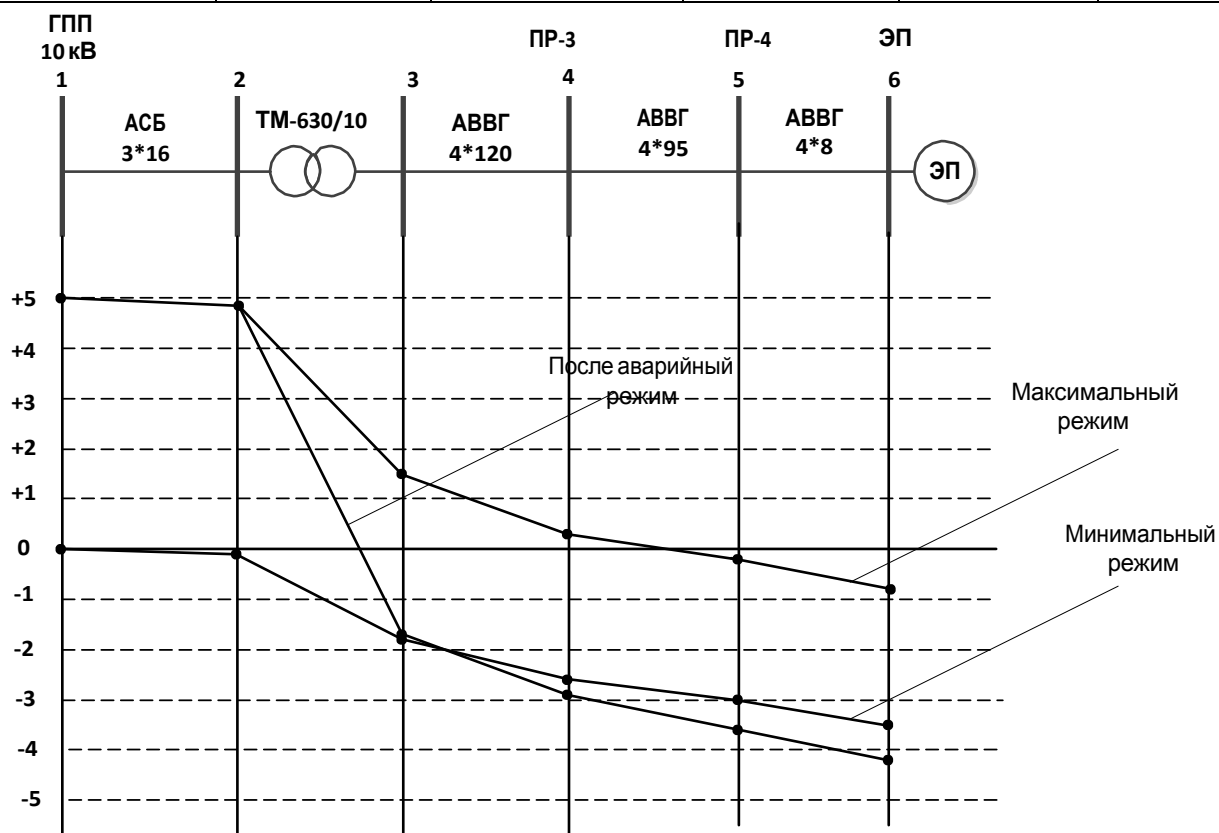 ГПП
10 кВ
ПР-3
ПР-4
ЭП
1
2
3
4
5
6
АСБ
3*16
ТМ-630/10
АВВГ
4*120
АВВГ
4*95
АВВГ
4*8
ЭП
+5
+4
+3
+2
+1
0
-1
-2
-3
-4
-5
После аварийный
режим
Максимальный
режим
Минимальный
режим